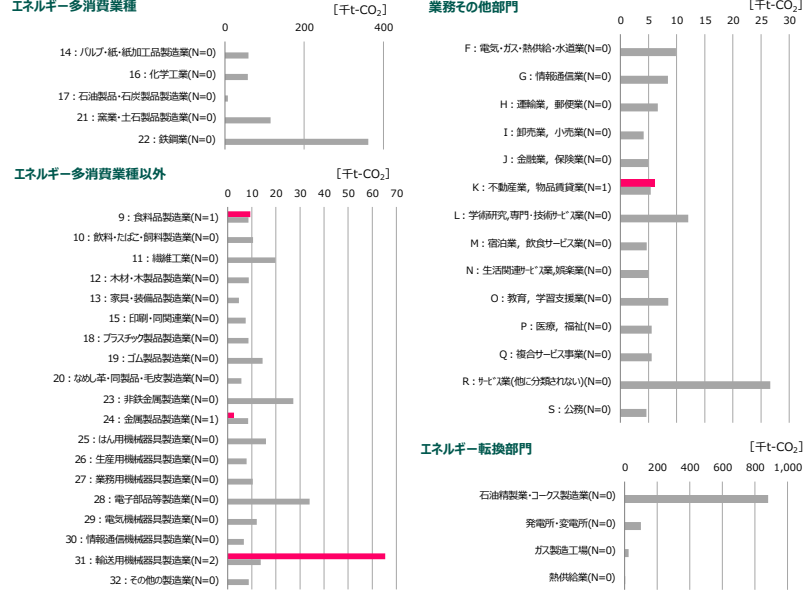 エネルギー多消費業種
[千t-CO₂]
0 200 400
14：パルプ・紙・紙加工品製造業(N=0)
16：化学工業(N=0)
17：石油製品・石炭製品製造業(N=0)
21：窯業・土石製品製造業(N=0)
22：鉄鋼業(N=0)
エネルギー多消費業種以外
[千t-CO₂]
0 10 20 30 40 50 60 70
9：食料品製造業(N=1)
10：飲料・たばこ・飼料製造業(N=0)
11：繊維工業(N=0)
12：木材・木製品製造業(N=0)
13：家具・装備品製造業(N=0)
15：印刷・同関連業(N=0)
18：プラスチック製品製造業(N=0)
19：ゴム製品製造業(N=0)
20：なめし革・同製品・毛皮製造業(N=0)
23：非鉄金属製造業(N=0)
24：金属製品製造業(N=1)
25：はん用機械器具製造業(N=0)
26：生産用機械器具製造業(N=0)
27：業務用機械器具製造業(N=0)
28：電子部品等製造業(N=0)
29：電気機械器具製造業(N=0)
30：情報通信機械器具製造業(N=0)
31：輸送用機械器具製造業(N=2)
32：その他の製造業(N=0)
業務その他部門
[千t-CO₂]
0 5 10 15 20 25 30
F：電気・ガス・熱供給・水道業(N=0)
G：情報通信業(N=0)
H：運輸業，郵便業(N=0)
I：卸売業，小売業(N=0)
J：金融業，保険業(N=0)
K：不動産業，物品賃貸業(N=1)
L：学術研究,専門・技術ｻｰﾋﾞｽ業(N=0)
M：宿泊業，飲食サービス業(N=0)
N：生活関連ｻｰﾋﾞｽ業,娯楽業(N=0)
O：教育，学習支援業(N=0)
P：医療，福祉(N=0)
Q：複合サービス事業(N=0)
R：ｻｰﾋﾞｽ業(他に分類されない)(N=0)
S：公務(N=0)
エネルギー転換部門
[千t-CO₂]
0 200 400 600 800 1,000
石油精製業・コークス製造業(N=0)
発電所・変電所(N=0)
ガス製造工場(N=0)
熱供給業(N=0)